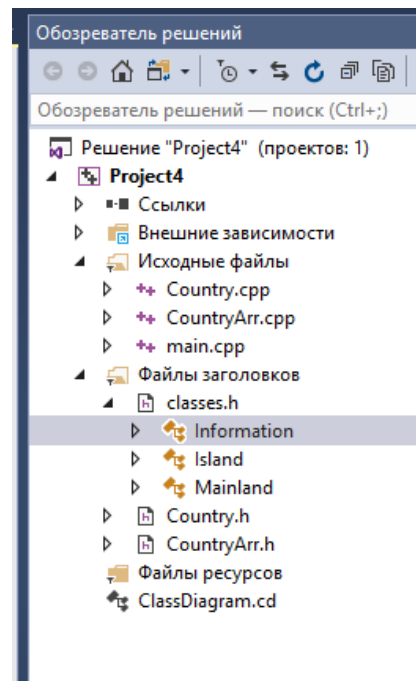 Обозреватель решений
Обозреватель решений — поиск (Ctrl+;)
Решение "Project4" (проектов: 1)
Project4
Ссылки
Внешние зависимости
Исходные файлы
Country.cpp
CountryArr.cpp
main.cpp
Файлы заголовков
classes.h
Information
Island
Mainland
Country.h
CountryArr.h
Файлы ресурсов
ClassDiagram.cd